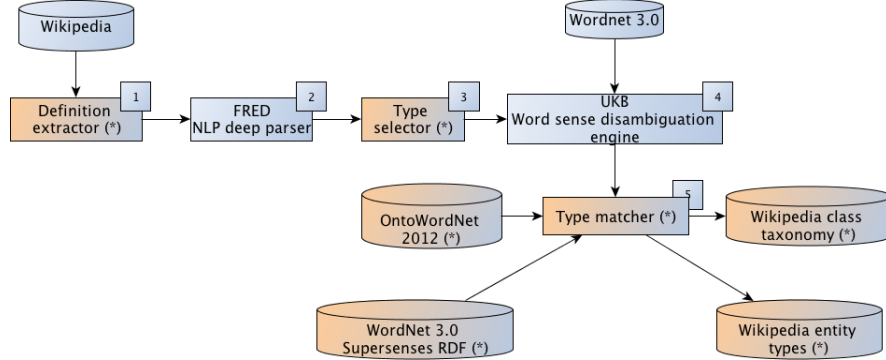 Wikipedia
Wordnet 3.0
1
Definition
extractor (*)
2
FRED
NLP deep parser
3
Type
selector (*)
4
UKB
Word sense disambiguation
engine
5
Type matcher (*)
OntoWordNet
2012 (*)
Wikipedia class
taxonomy (*)
WordNet 3.0
Supersenses RDF (*)
Wikipedia entity
types (*)